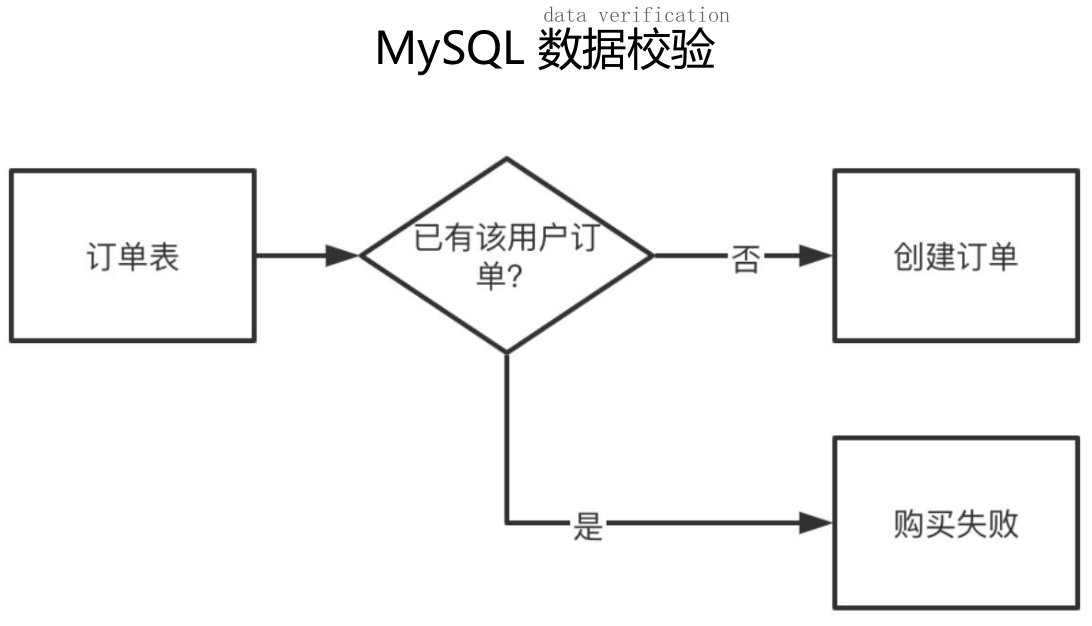 data verification
MySQL 数据校验
订单表
已有该用户订
单?
否
创建订单
是
购买失败